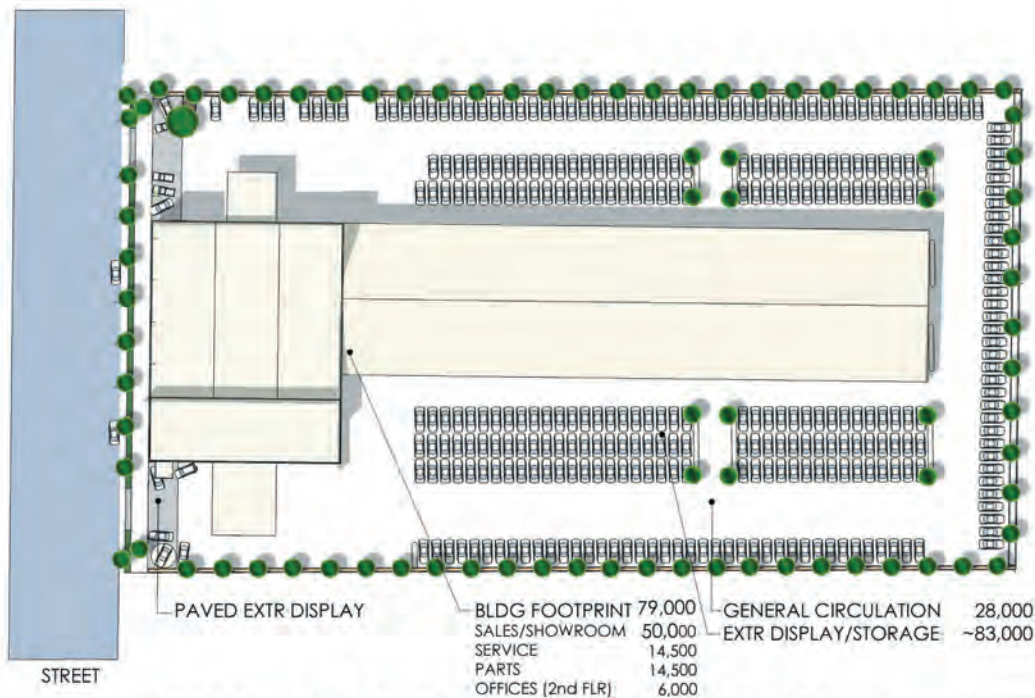 PAVED EXTR DISPLAY
BLDG FOOTPRINT 79,000
SALES/SHOWROOM 50,000
SERVICE 14,500
PARTS 14,500
OFFICES (2nd FLR) 6,000
GENERAL CIRCULATION 28,000
EXTR DISPLAY/STORAGE ~83,000
STREET